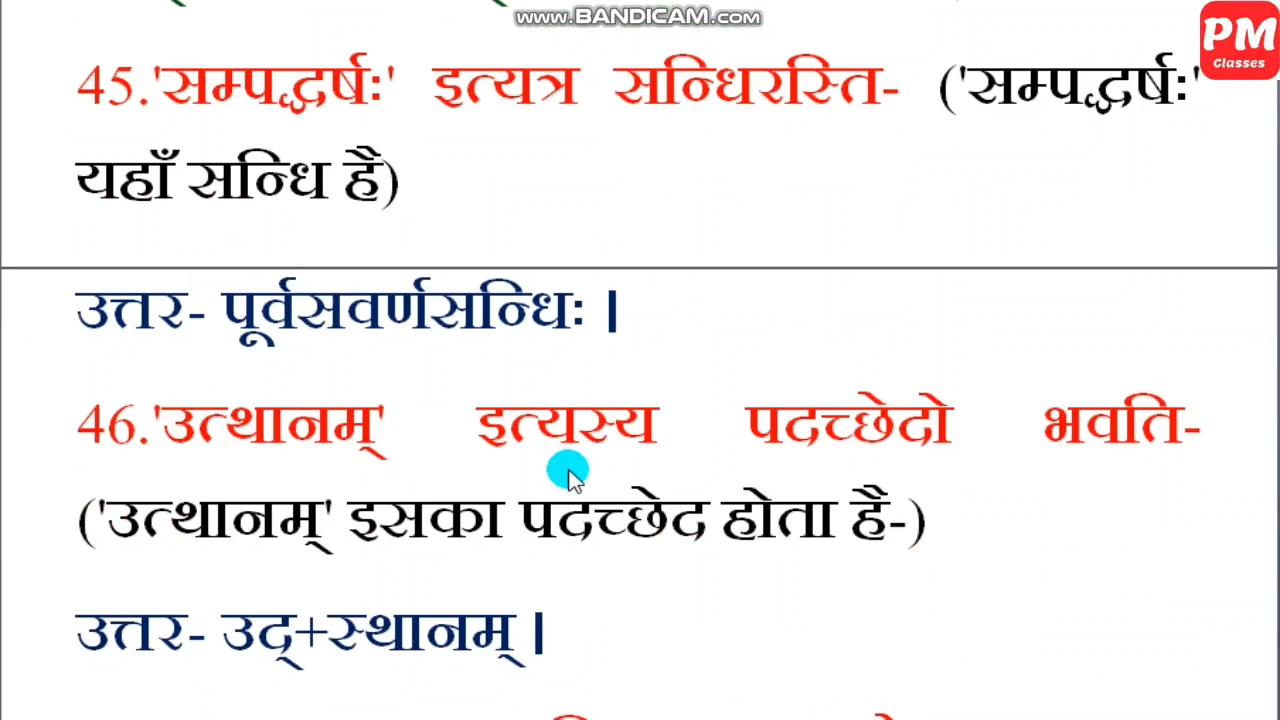 www.BANDICAM.com
PM
Classes
45.'सम्पद्धर्षः' इत्यत्र सन्धिरस्ति- ('सम्पद्धर्षः'
यहाँ सन्धि है)
उत्तर- पूर्वसवर्णसन्धिः ।
46.'उत्थानम्' इत्यस्य पदच्छेदो भवति-
('उत्थानम्' इसका पदच्छेद होता है-)
उत्तर- उद्+स्थानम् ।